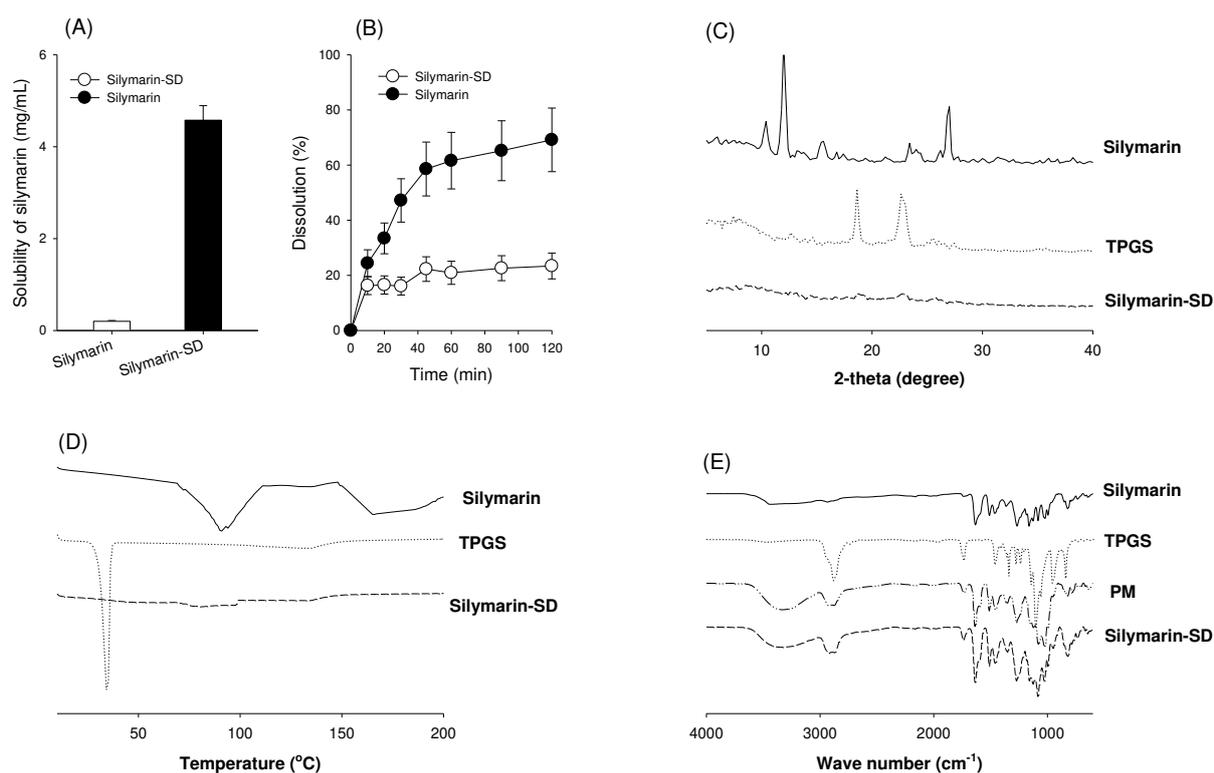 (A)
6
4
2
0
Solubility of silymarin (mg/mL)
Silymarin-SD
Silymarin
Silymarin
Silymarin-SD
(B)
100
80
60
40
20
0
Dissolution (%)
Silymarin-SD
Silymarin
0 20 40 60 80 100 120
Time (min)
(C)
Silymarin
TPGS
Silymarin-SD
10 20 30 40
2-theta (degree)
(D)
Silymarin
TPGS
Silymarin-SD
50 100 150 200
Temperature (°C)
(E)
Silymarin
TPGS
PM
Silymarin-SD
4000 3000 2000 1000
Wave number (cm⁻¹)